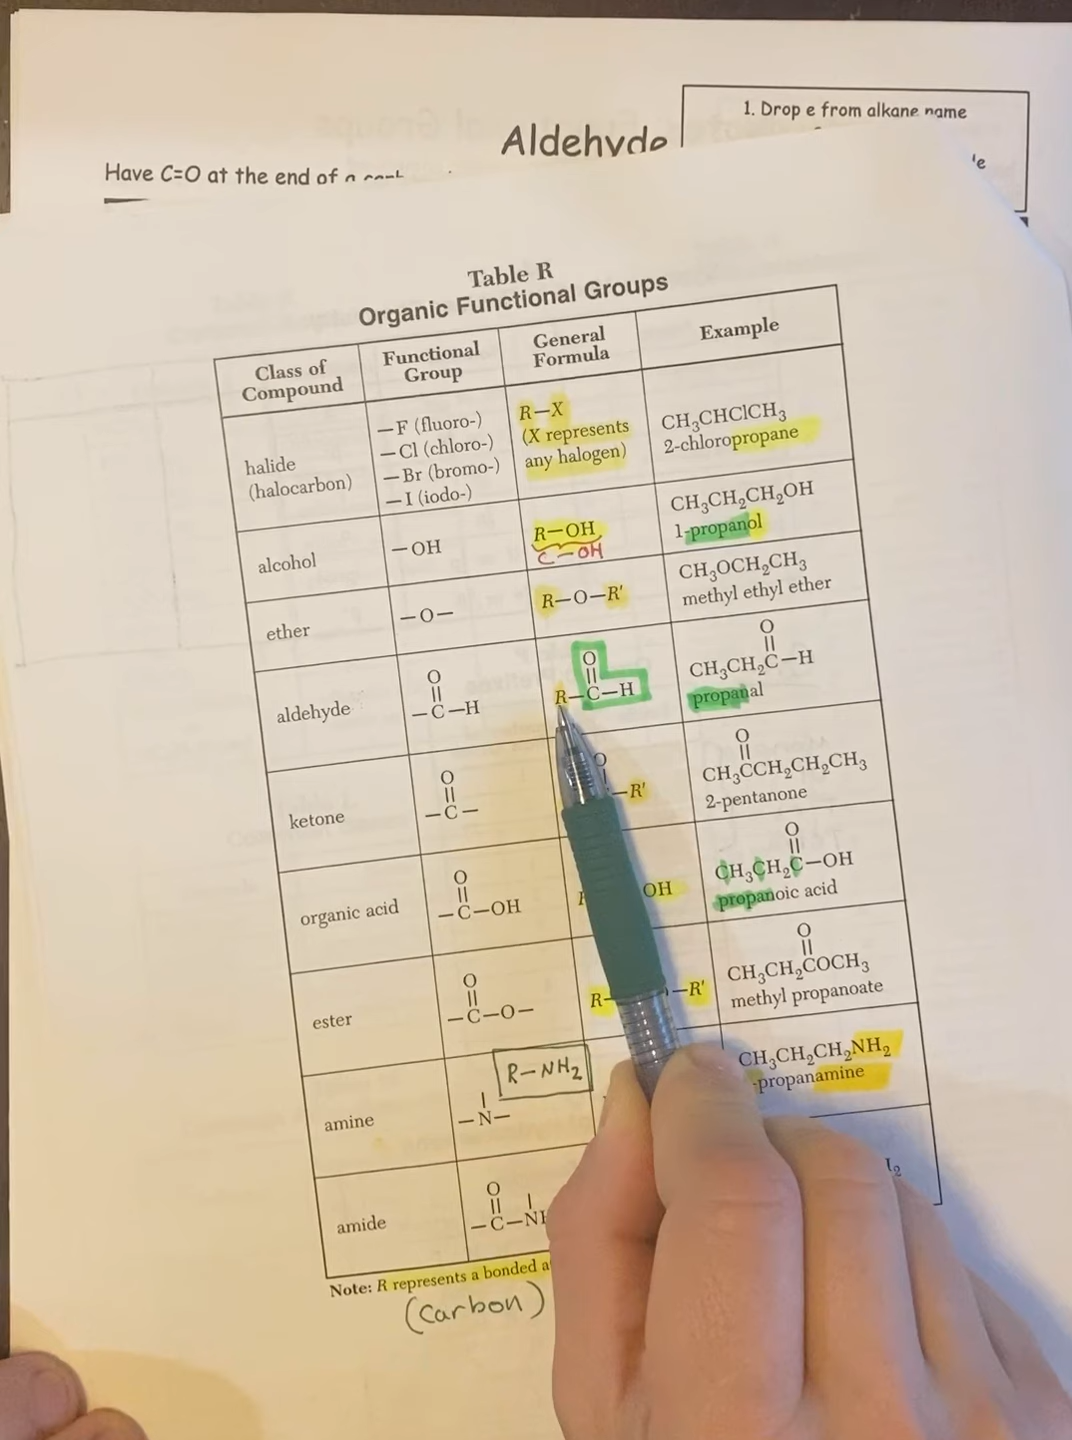 1. Drop e from alkane name
Aldehyde
Have C=O at the end of a
Table R
Organic Functional Groups
Class of Compound
Functional Group
General Formula
Example
halide
(halocarbon)
—F (fluoro-)
—Cl (chloro-)
—Br (bromo-)
—I (iodo-)
R—X
(X represents
any halogen)
CH₃CHClCH₃
2-chloropropane
alcohol
—OH
R—OH
C—OH
CH₃CH₂CH₂OH
1-propanol
ether
—O—
R—O—R'
CH₃OCH₂CH₃
methyl ethyl ether
aldehyde
O
||
—C—H
O
||
R—C—H
O
||
CH₃CH₂C—H
propanal
ketone
O
||
—C—
O
—R'
O
||
CH₃CCH₂CH₂CH₃
2-pentanone
organic acid
O
||
—C—OH
OH
O
||
CH₃CH₂C—OH
propanoic acid
ester
O
||
—C—O—
R—
—R'
O
||
CH₃CH₂COCH₃
methyl propanoate
amine
|
—N—
R—NH₂
CH₃CH₂CH₂NH₂
-propanamine
amide
O
|| |
—C—NH
Note: R represents a bonded
(carbon)